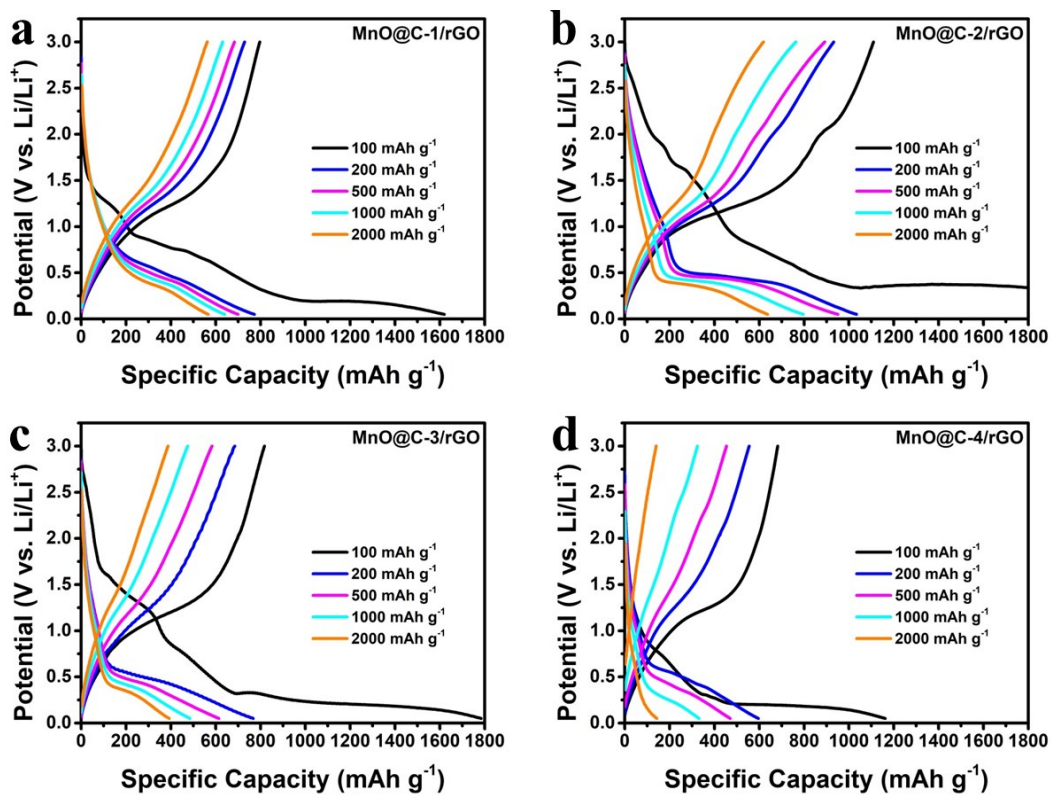 a
MnO@C-1/rGO
Potential (V vs. Li/Li⁺)
3.0
2.5
2.0
1.5
1.0
0.5
0.0
100 mAh g⁻¹
200 mAh g⁻¹
500 mAh g⁻¹
1000 mAh g⁻¹
2000 mAh g⁻¹
0 200 400 600 800 1000 1200 1400 1600 1800
Specific Capacity (mAh g⁻¹)
b
MnO@C-2/rGO
Potential (V vs. Li/Li⁺)
3.0
2.5
2.0
1.5
1.0
0.5
0.0
100 mAh g⁻¹
200 mAh g⁻¹
500 mAh g⁻¹
1000 mAh g⁻¹
2000 mAh g⁻¹
0 200 400 600 800 1000 1200 1400 1600 1800
Specific Capacity (mAh g⁻¹)
c
MnO@C-3/rGO
Potential (V vs. Li/Li⁺)
3.0
2.5
2.0
1.5
1.0
0.5
0.0
100 mAh g⁻¹
200 mAh g⁻¹
500 mAh g⁻¹
1000 mAh g⁻¹
2000 mAh g⁻¹
0 200 400 600 800 1000 1200 1400 1600 1800
Specific Capacity (mAh g⁻¹)
d
MnO@C-4/rGO
Potential (V vs. Li/Li⁺)
3.0
2.5
2.0
1.5
1.0
0.5
0.0
100 mAh g⁻¹
200 mAh g⁻¹
500 mAh g⁻¹
1000 mAh g⁻¹
2000 mAh g⁻¹
0 200 400 600 800 1000 1200 1400 1600 1800
Specific Capacity (mAh g⁻¹)